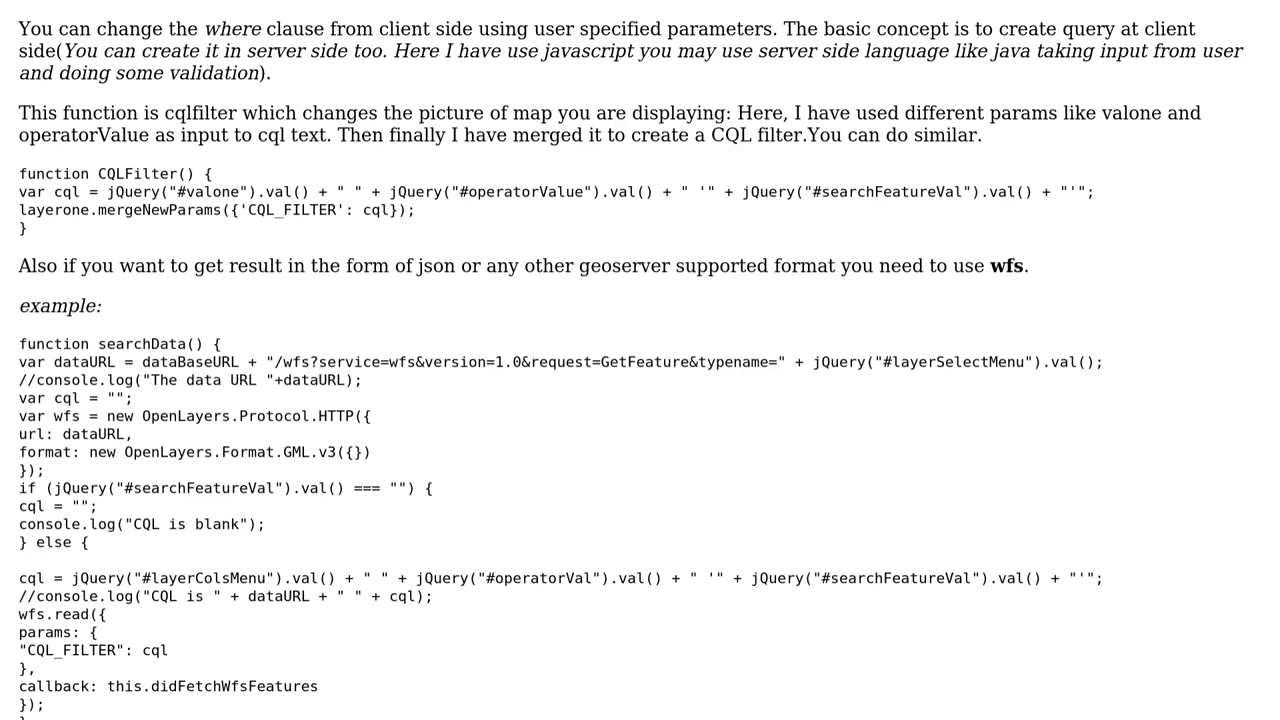 You can change the where clause from client side using user specified parameters. The basic concept is to create query at client
side(You can create it in server side too. Here I have use javascript you may use server side language like java taking input from user
and doing some validation).
This function is cqlfilter which changes the picture of map you are displaying: Here, I have used different params like valone and
operatorValue as input to cql text. Then finally I have merged it to create a CQL filter.You can do similar.
function CQLFilter() {
var cql = jQuery("#valone").val() + " " + jQuery("#operatorValue").val() + " '" + jQuery("#searchFeatureVal").val() + "'";
layerone.mergeNewParams({'CQL_FILTER': cql});
}
Also if you want to get result in the form of json or any other geoserver supported format you need to use wfs.
example:
function searchData() {
var dataURL = dataBaseURL + "/wfs?service=wfs&version=1.0&request=GetFeature&typename=" + jQuery("#layerSelectMenu").val();
//console.log("The data URL "+dataURL);
var cql = "";
var wfs = new OpenLayers.Protocol.HTTP({
url: dataURL,
format: new OpenLayers.Format.GML.v3({})
});
if (jQuery("#searchFeatureVal").val() === "") {
cql = "";
console.log("CQL is blank");
} else {
cql = jQuery("#layerColsMenu").val() + " " + jQuery("#operatorVal").val() + " '" + jQuery("#searchFeatureVal").val() + "'";
//console.log("CQL is " + dataURL + " " + cql);
wfs.read({
params: {
"CQL_FILTER": cql
},
callback: this.didFetchWfsFeatures
});